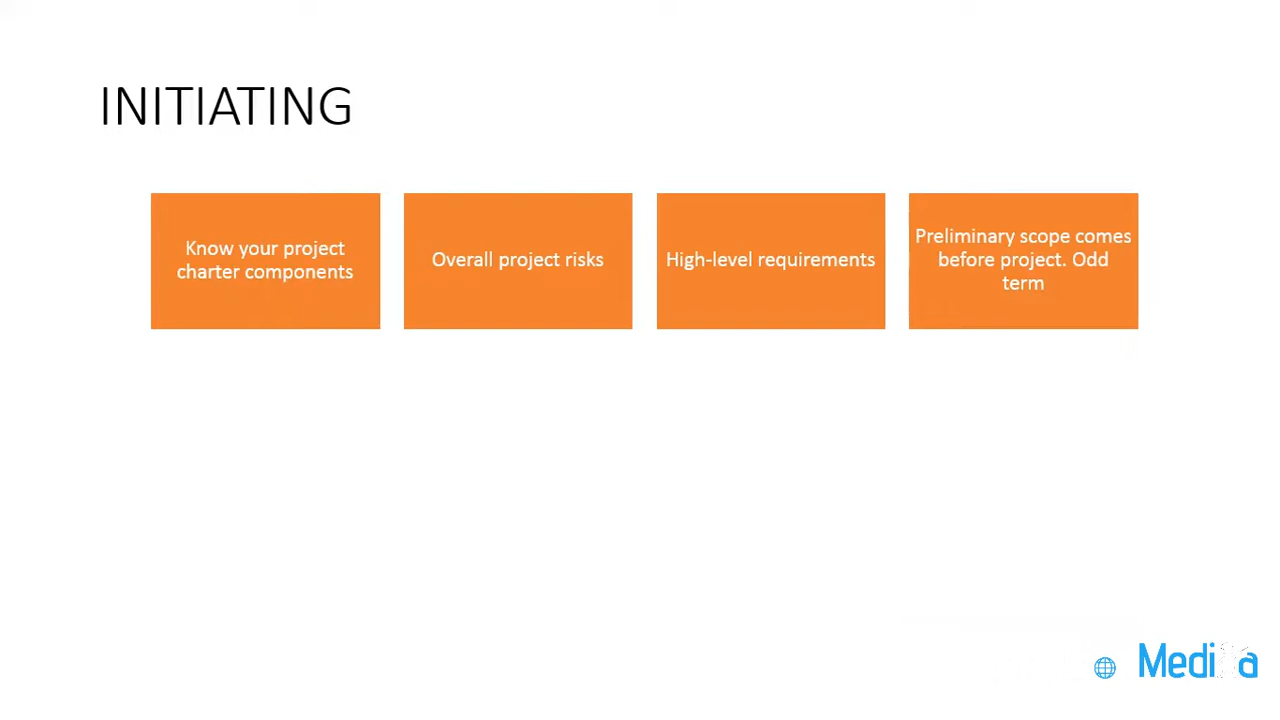 INITIATING
Know your project
charter components
Overall project risks
High-level requirements
Preliminary scope comes
before project. Odd
term